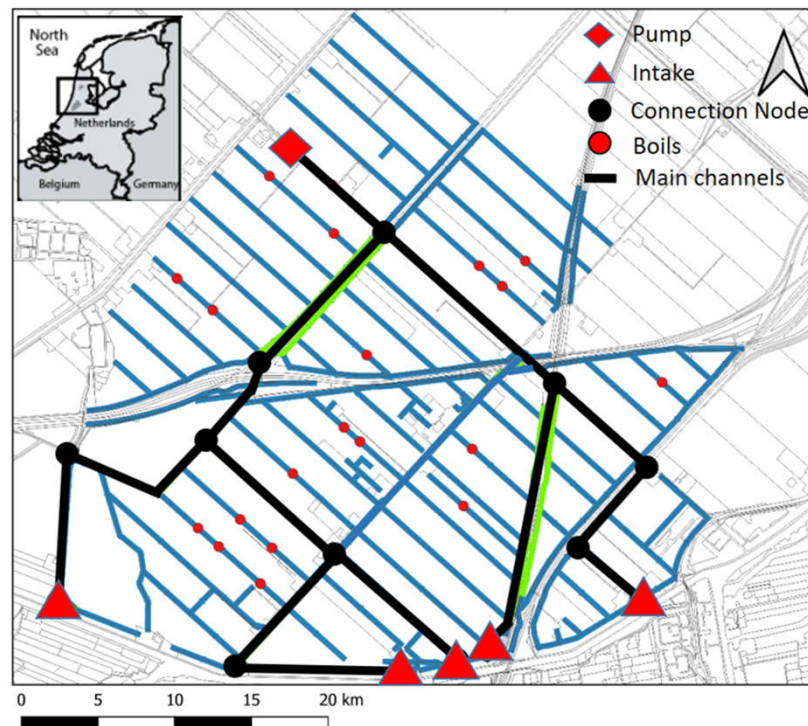 North
Sea
Netherlands
Belgium
Germany
Pump
Intake
Connection Node
Boils
Main channels
0 5 10 15 20 km